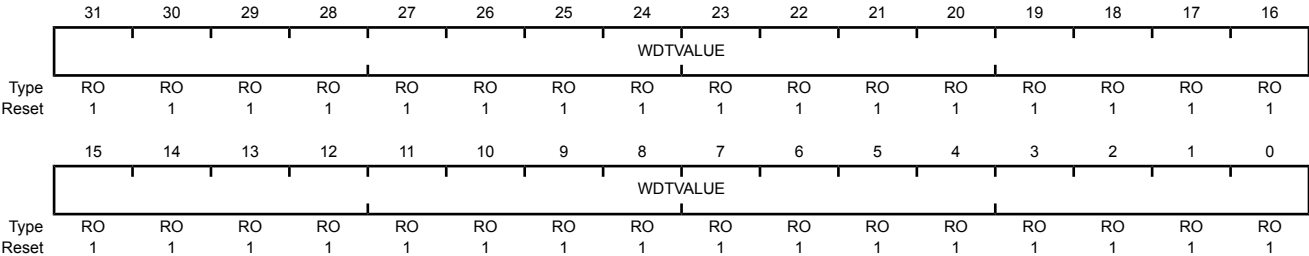 31 30 29 28 27 26 25 24 23 22 21 20 19 18 17 16
WDTVALUE
Type RO RO RO RO RO RO RO RO RO RO RO RO RO RO RO RO
Reset 1 1 1 1 1 1 1 1 1 1 1 1 1 1 1 1
15 14 13 12 11 10 9 8 7 6 5 4 3 2 1 0
WDTVALUE
Type RO RO RO RO RO RO RO RO RO RO RO RO RO RO RO RO
Reset 1 1 1 1 1 1 1 1 1 1 1 1 1 1 1 1